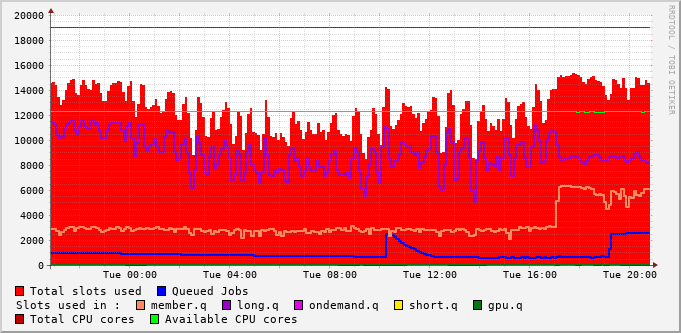 20000
18000
16000
14000
12000
10000
8000
6000
4000
2000
0
Tue 00:00 Tue 04:00 Tue 08:00 Tue 12:00 Tue 16:00 Tue 20:00
Total slots used Queued Jobs
Slots used in : member.q long.q ondemand.q short.q gpu.q
Total CPU cores Available CPU cores
RRDTOOL / TOBI OETIKER